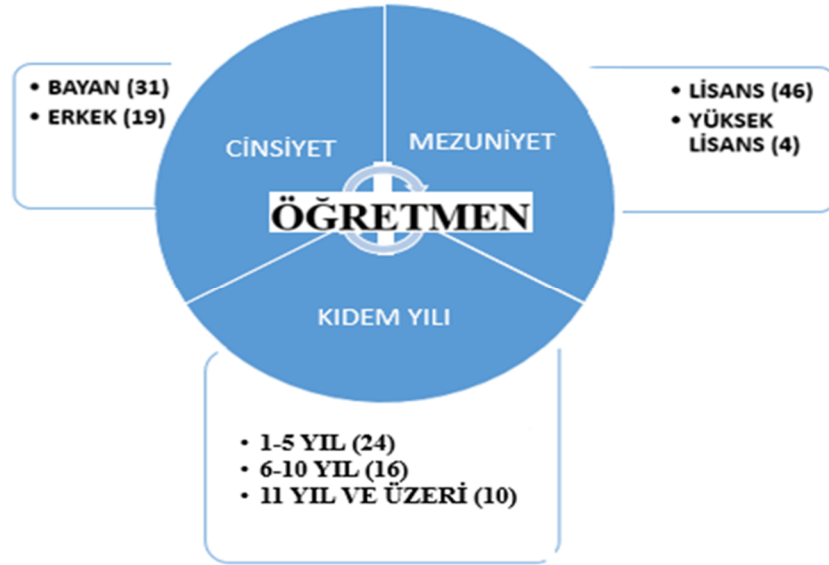 • BAYAN (31)
• ERKEK (19)
CİNSİYET
MEZUNİYET
• LİSANS (46)
• YÜKSEK
LİSANS (4)
ÖĞRETMEN
KIDEM YILI
• 1-5 YIL (24)
• 6-10 YIL (16)
• 11 YIL VE ÜZERİ (10)